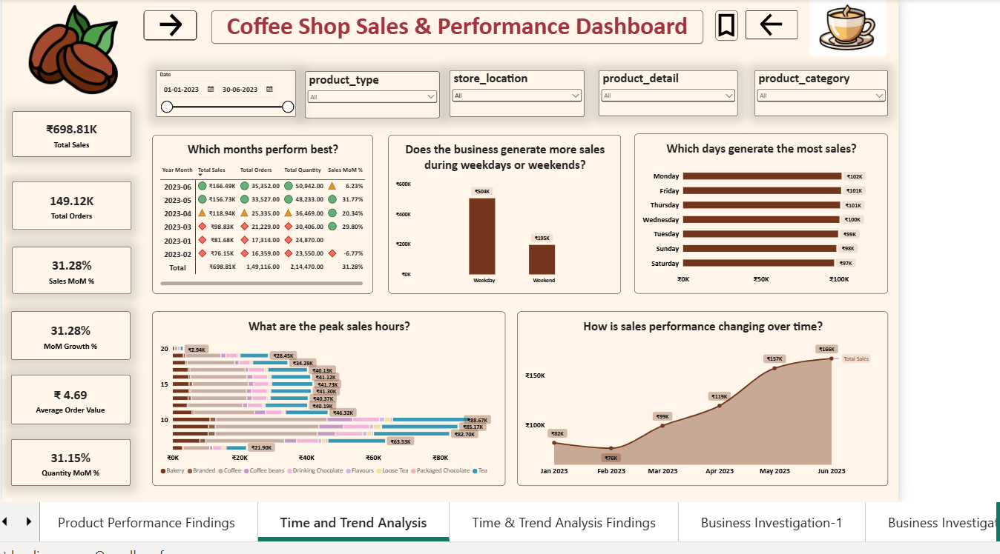 Coffee Shop Sales & Performance Dashboard
Date
01-01-2023 30-06-2023
product_type
All
store_location
All
product_detail
All
product_category
All
₹698.81K
Total Sales
149.12K
Total Orders
31.28%
Sales MoM %
31.28%
MoM Growth %
₹ 4.69
Average Order Value
31.15%
Quantity MoM %
Which months perform best?
Year Month Total Sales Total Orders Total Quantity Sales MoM %
2023-06 ₹166.49K 35,352.00 50,942.00 6.23%
2023-05 ₹156.73K 33,527.00 48,233.00 31.77%
2023-04 ₹118.94K 25,335.00 36,469.00 20.34%
2023-03 ₹98.83K 21,229.00 30,406.00 29.80%
2023-01 ₹81.68K 17,314.00 24,870.00
2023-02 ₹76.15K 16,359.00 23,550.00 -6.77%
Total ₹698.81K 1,49,116.00 2,14,470.00 31.28%
Does the business generate more sales
during weekdays or weekends?
₹600K
₹400K
₹200K
₹0K
₹504K
₹195K
Weekday Weekend
Which days generate the most sales?
Monday ₹102K
Friday ₹101K
Thursday ₹101K
Wednesday ₹100K
Tuesday ₹99K
Sunday ₹98K
Saturday ₹97K
₹0K ₹50K ₹100K
What are the peak sales hours?
20 ₹2.94K
₹28.45K
₹34.29K
₹40.13K
₹41.12K
15 ₹41.73K
₹41.30K
₹40.37K
₹40.19K
₹46.32K
10 ₹88.67K
₹85.17K
₹82.70K
₹63.53K
₹21.90K
₹0K ₹20K ₹40K ₹60K ₹80K
Bakery Branded Coffee Coffee beans Drinking Chocolate Flavours Loose Tea Packaged Chocolate Tea
How is sales performance changing over time?
₹150K
₹100K
₹82K
₹76K
₹99K
₹119K
₹157K
₹166K
Total Sales
Jan 2023 Feb 2023 Mar 2023 Apr 2023 May 2023 Jun 2023
Product Performance Findings Time and Trend Analysis Time & Trend Analysis Findings Business Investigation-1 Business Investigat